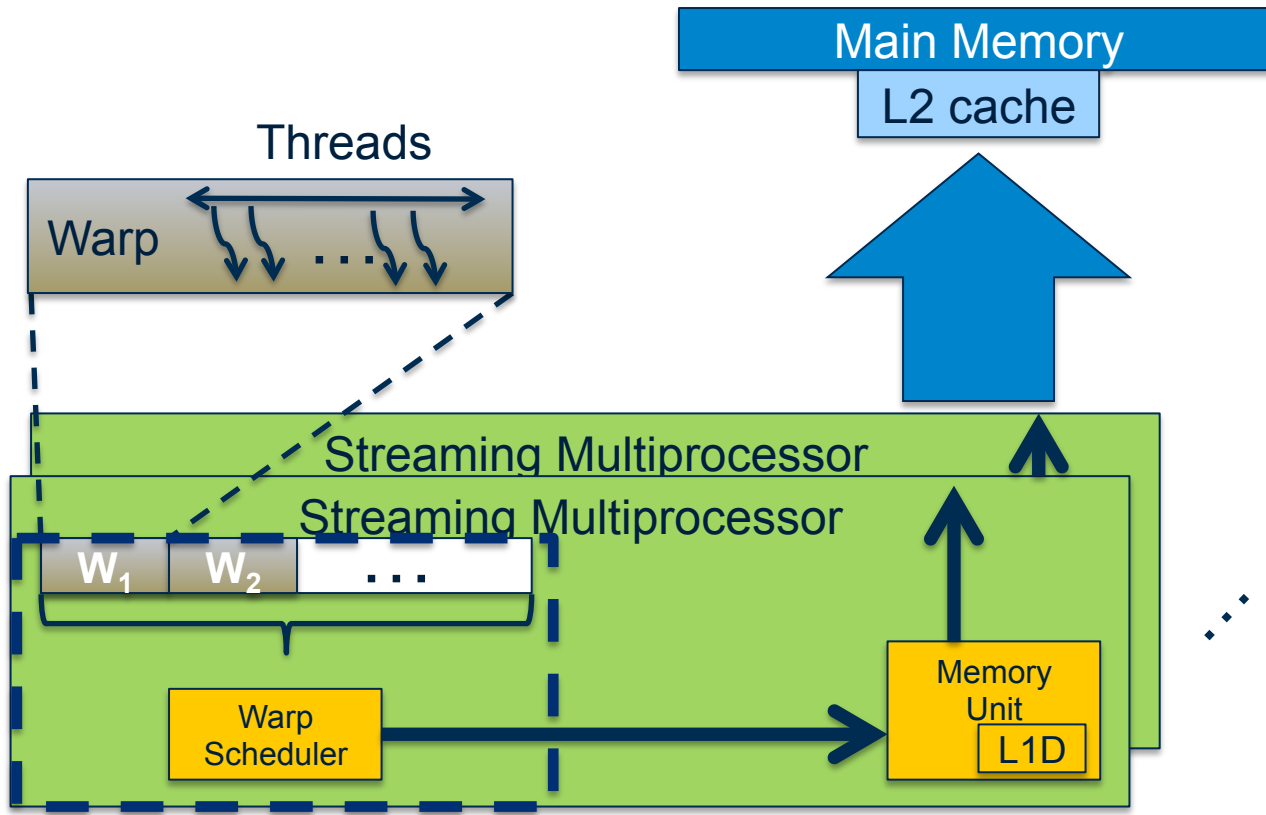 Main Memory
L2 cache
Threads
Warp
...
Streaming Multiprocessor
Streaming Multiprocessor
W1 W2 ...
Warp
Scheduler
Memory
Unit
L1D
...